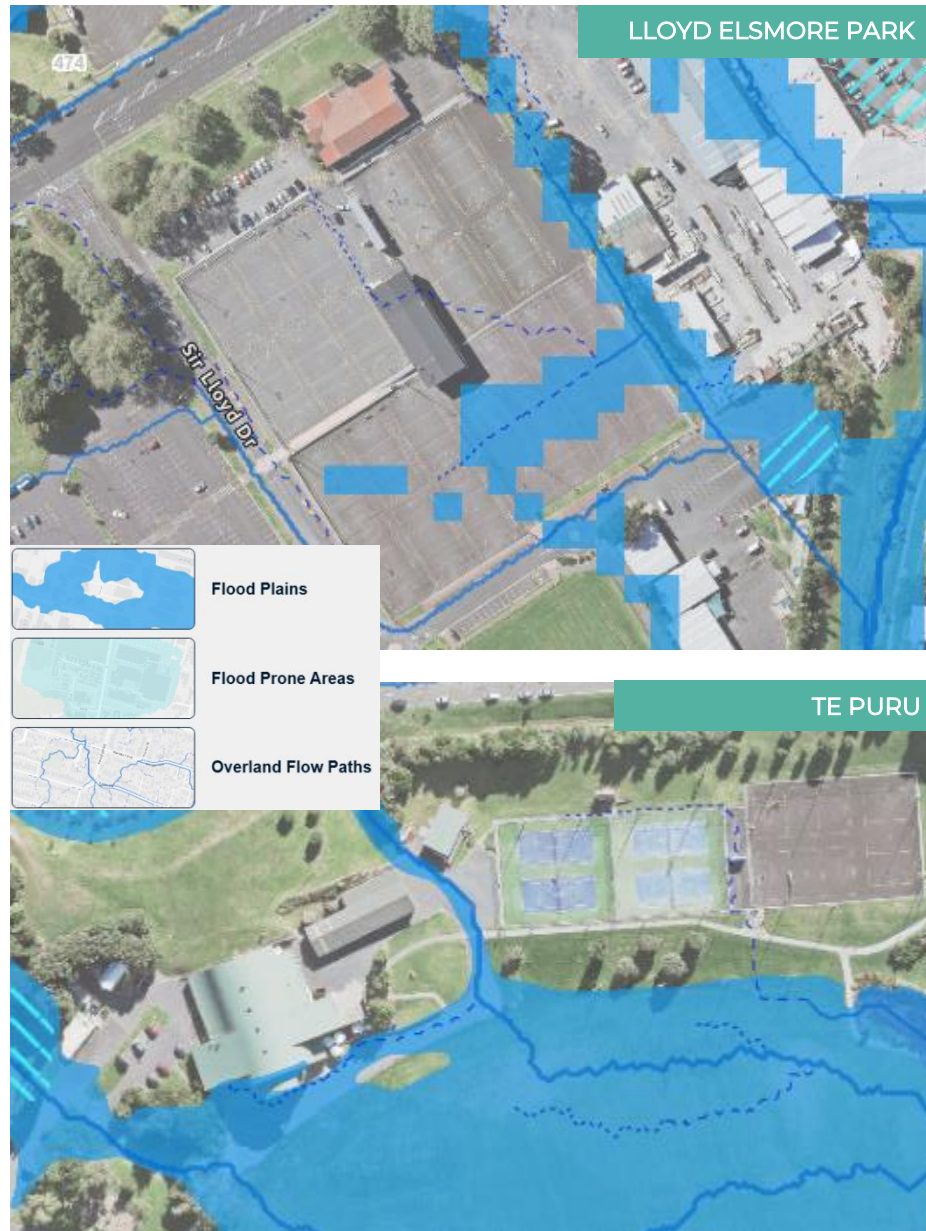 LLOYD ELSMORE PARK
474
Sir Lloyd Dr
Flood Plains
Flood Prone Areas
Overland Flow Paths
TE PURU